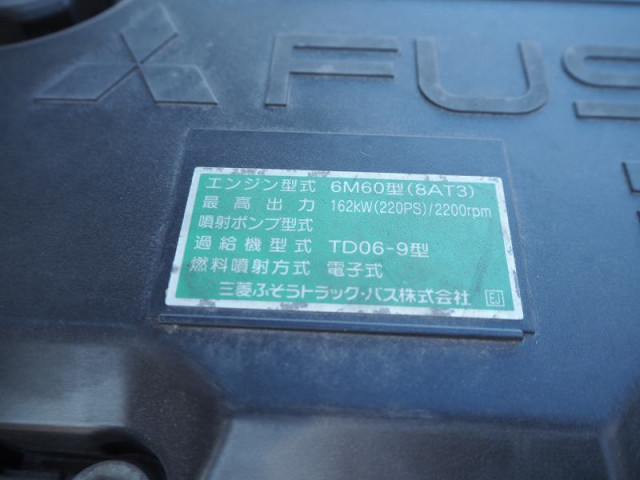 FUS
エンジン型式 6M60型(8AT3)
最高出力 162kW(220PS)/2200rpm
噴射ポンプ型式
過給機型式 TD06-9型
燃料噴射方式 電子式
三菱ふそうトラック・バス株式会社 EJ